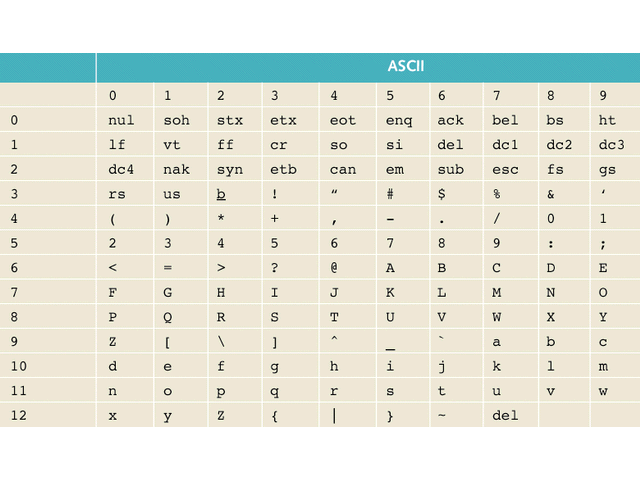 ASCII
0 1 2 3 4 5 6 7 8 9
0 nul soh stx etx eot enq ack bel bs ht
1 lf vt ff cr so si del dc1 dc2 dc3
2 dc4 nak syn etb can em sub esc fs gs
3 rs us b ! “ # $ % & ‘
4 ( ) * + , - . / 0 1
5 2 3 4 5 6 7 8 9 : ;
6 < = > ? @ A B C D E
7 F G H I J K L M N O
8 P Q R S T U V W X Y
9 Z [ \ ] ^ _ ` a b c
10 d e f g h i j k l m
11 n o p q r s t u v w
12 x y Z { | } ~ del